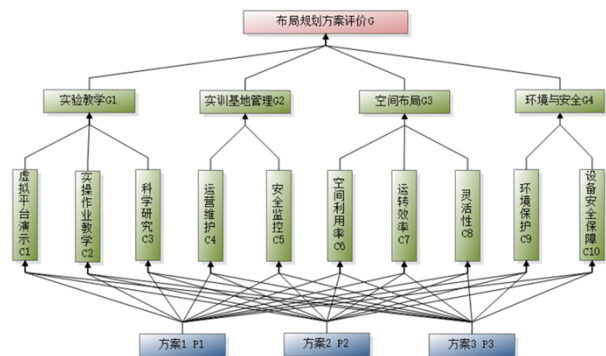 布局规划方案评价G
实验教学G1
实训基地管理G2
空间布局G3
环境与安全G4
虚拟平台演示C1
实操作业教学C2
科学研究C3
运营维护C4
安全监控C5
空间利用率C6
运转效率C7
灵活性C8
环境保护C9
设备安全保障C10
方案1 P1
方案2 P2
方案3 P3